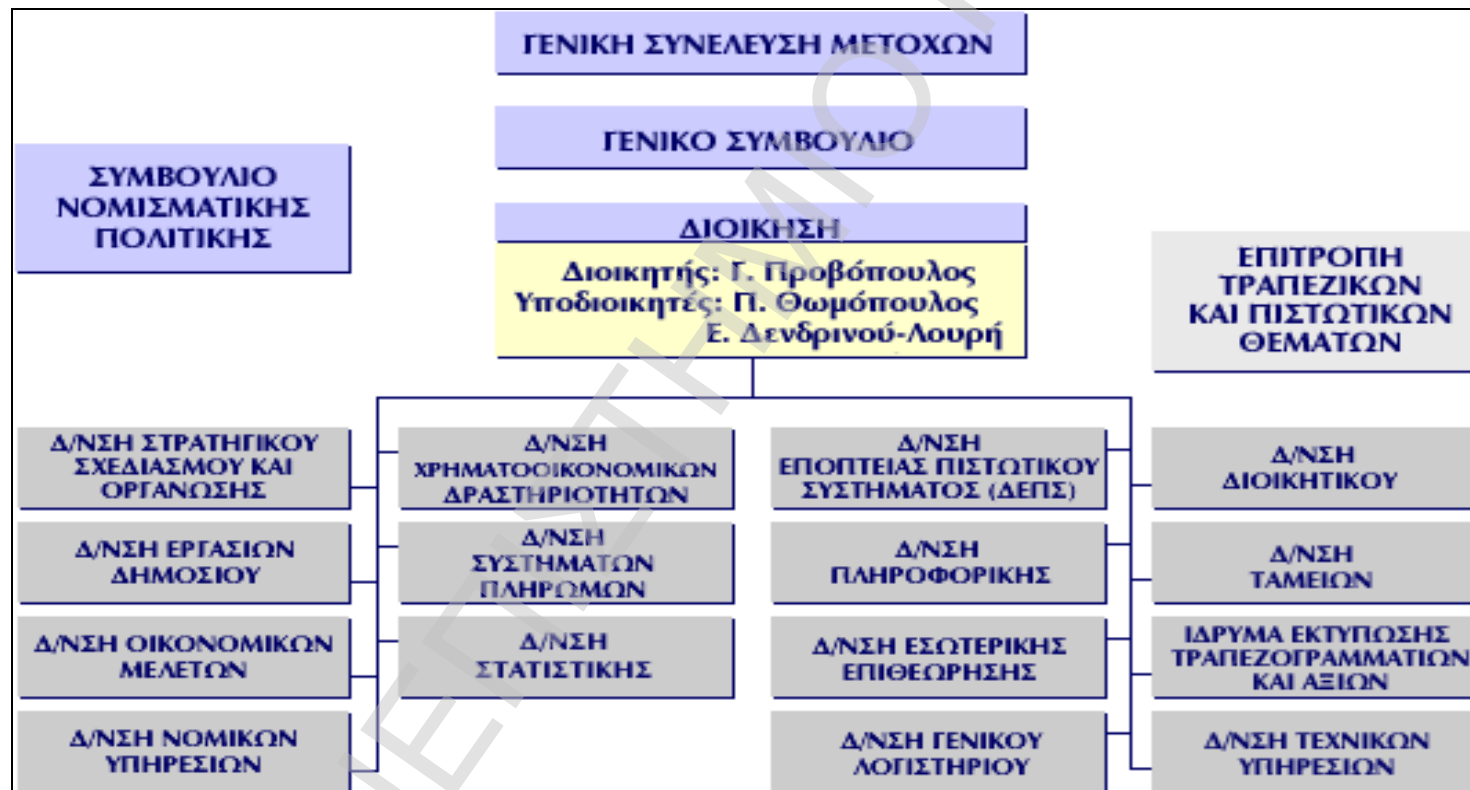 ΓΕΝΙΚΗ ΣΥΝΕΛΕΥΣΗ ΜΕΤΟΧΩΝ
ΓΕΝΙΚΟ ΣΥΜΒΟΥΛΙΟ
ΣΥΜΒΟΥΛΙΟ
ΝΟΜΙΣΜΑΤΙΚΗΣ
ΠΟΛΙΤΙΚΗΣ
ΔΙΟΙΚΗΣΗ
Διοικητής: Γ. Προβόπουλος
Υποδιοικητές: Π. Θωμόπουλος
Ε. Δενδρινού-Λουρή
ΕΠΙΤΡΟΠΗ
ΤΡΑΠΕΖΙΚΩΝ
ΚΑΙ ΠΙΣΤΩΤΙΚΩΝ
ΘΕΜΑΤΩΝ
Δ/ΝΣΗ ΣΤΡΑΤΗΓΙΚΟΥ
ΣΧΕΔΙΑΣΜΟΥ ΚΑΙ
ΟΡΓΑΝΩΣΗΣ
Δ/ΝΣΗ
ΧΡΗΜΑΤΟΟΙΚΟΝΟΜΙΚΩΝ
ΔΡΑΣΤΗΡΙΟΤΗΤΩΝ
Δ/ΝΣΗ
ΕΠΟΠΤΕΙΑΣ ΠΙΣΤΩΤΙΚΟΥ
ΣΥΣΤΗΜΑΤΟΣ (ΔΕΠΣ)
Δ/ΝΣΗ
ΔΙΟΙΚΗΤΙΚΟΥ
Δ/ΝΣΗ ΕΡΓΑΣΙΩΝ
ΔΗΜΟΣΙΟΥ
Δ/ΝΣΗ
ΣΥΣΤΗΜΑΤΩΝ
ΠΛΗΡΩΜΩΝ
Δ/ΝΣΗ
ΠΛΗΡΟΦΟΡΙΚΗΣ
Δ/ΝΣΗ
ΤΑΜΕΙΩΝ
Δ/ΝΣΗ ΟΙΚΟΝΟΜΙΚΩΝ
ΜΕΛΕΤΩΝ
Δ/ΝΣΗ
ΣΤΑΤΙΣΤΙΚΗΣ
Δ/ΝΣΗ ΕΣΩΤΕΡΙΚΗΣ
ΕΠΙΘΕΩΡΗΣΗΣ
ΙΔΡΥΜΑ ΕΚΤΥΠΩΣΗΣ
ΤΡΑΠΕΖΟΓΡΑΜΜΑΤΙΩΝ
ΚΑΙ ΑΞΙΩΝ
Δ/ΝΣΗ ΝΟΜΙΚΩΝ
ΥΠΗΡΕΣΙΩΝ
Δ/ΝΣΗ ΓΕΝΙΚΟΥ
ΛΟΓΙΣΤΗΡΙΟΥ
Δ/ΝΣΗ ΤΕΧΝΙΚΩΝ
ΥΠΗΡΕΣΙΩΝ